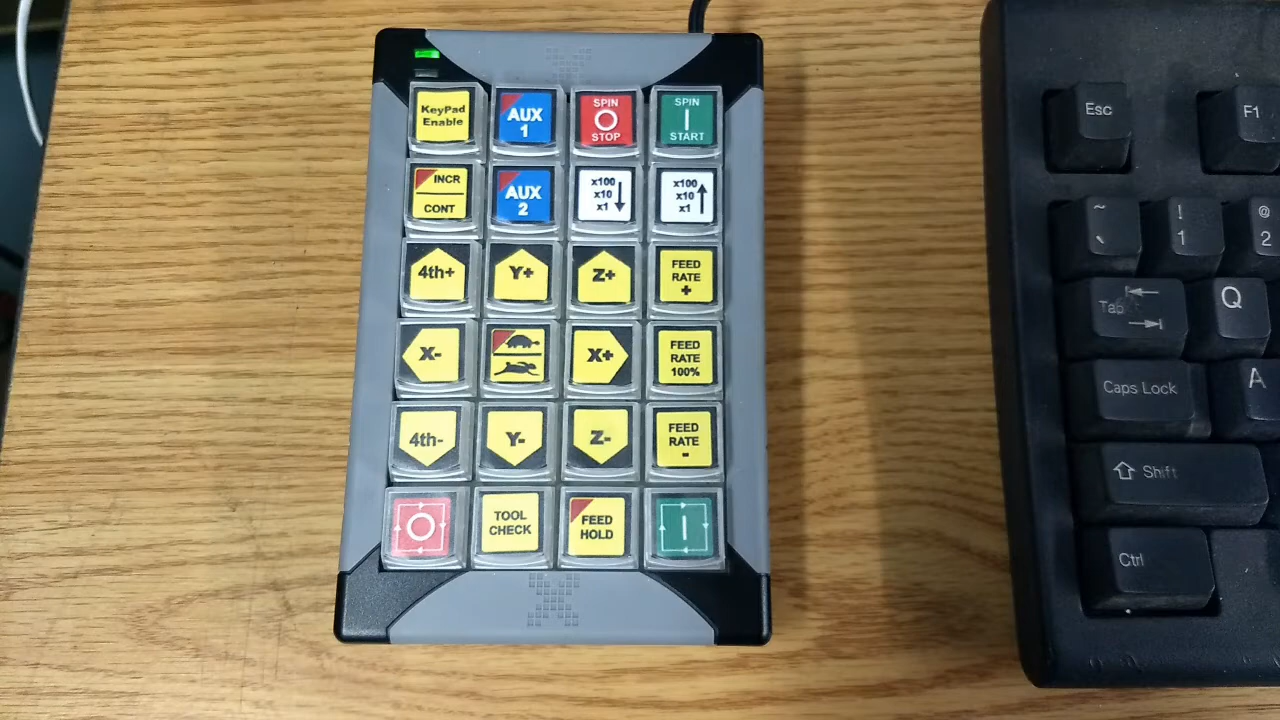 KeyPad
Enable
AUX
1
SPIN
STOP
SPIN
START
Esc
F1
INCR
CONT
AUX
2
x100
x10
x1
x100
x10
x1
~
`
!
1
@
2
4th+
Y+
Z+
FEED
RATE
+
Tab
Q
X-
X+
FEED
RATE
100%
Caps Lock
A
4th-
Y-
Z-
FEED
RATE
-
Shift
TOOL
CHECK
FEED
HOLD
Ctrl